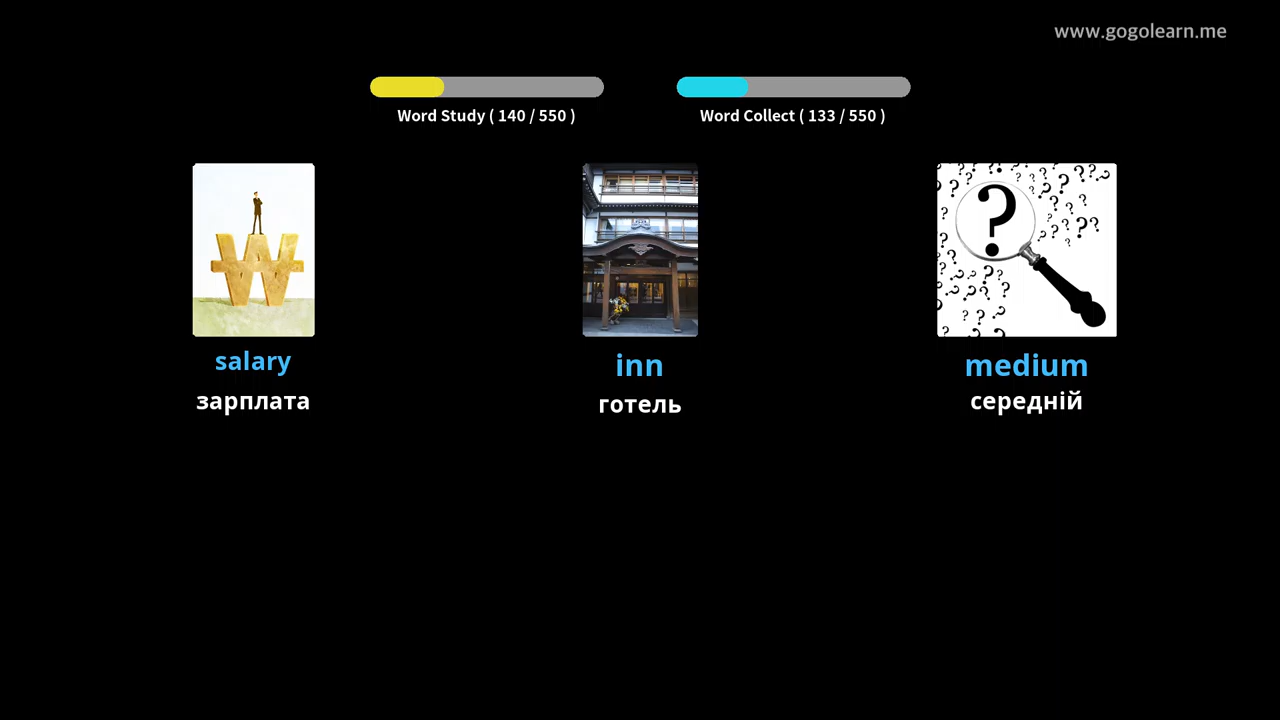 www.gogolearn.me
Word Study ( 140 / 550 )
Word Collect ( 133 / 550 )
salary
зарплата
inn
готель
medium
середній